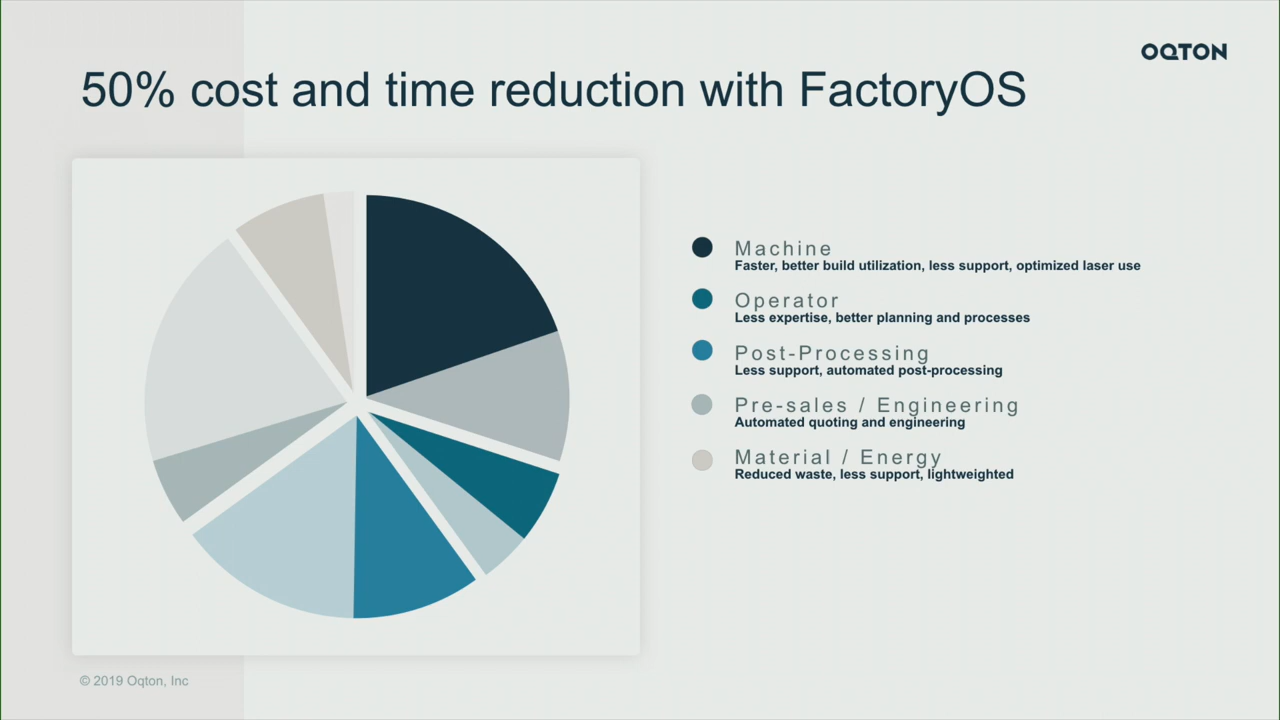 OQTON
50% cost and time reduction with FactoryOS
Machine
Faster, better build utilization, less support, optimized laser use
Operator
Less expertise, better planning and processes
Post-Processing
Less support, automated post-processing
Pre-sales / Engineering
Automated quoting and engineering
Material / Energy
Reduced waste, less support, lightweighted
© 2019 Oqton, Inc